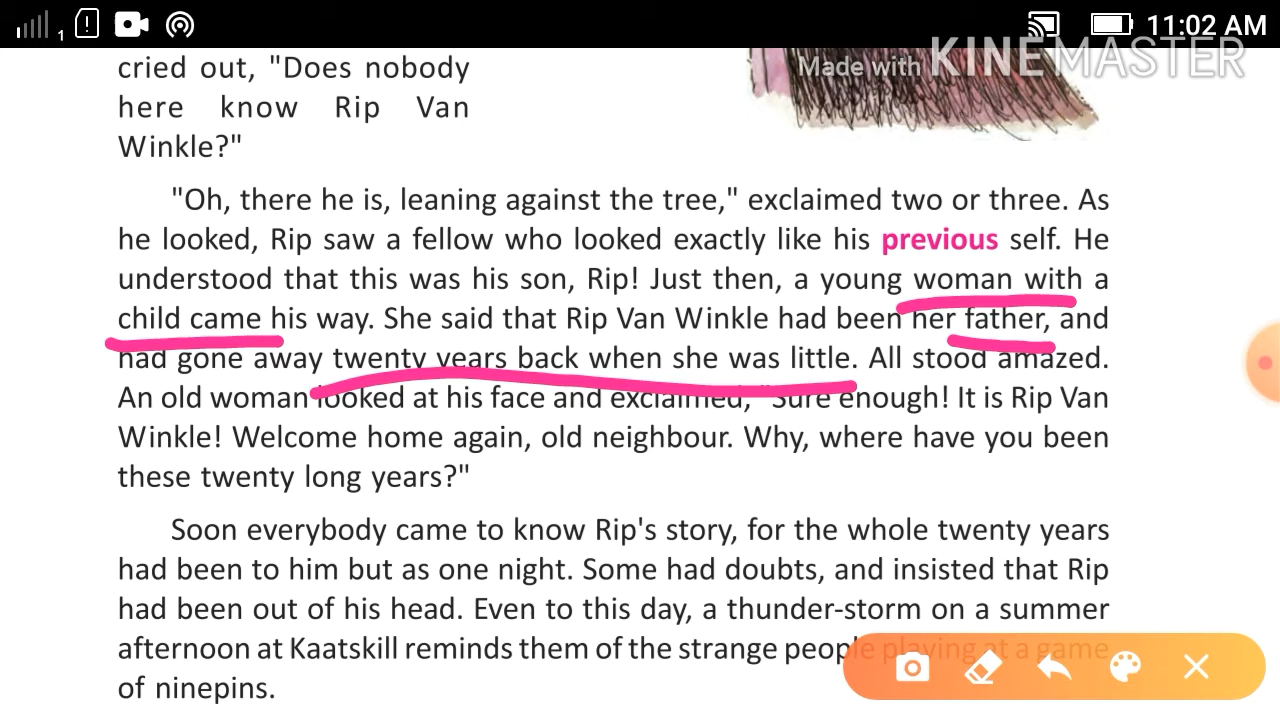 1
11:02 AM
Made with KINEMASTER
cried out, "Does nobody
here know Rip Van
Winkle?"
"Oh, there he is, leaning against the tree," exclaimed two or three. As
he looked, Rip saw a fellow who looked exactly like his previous self. He
understood that this was his son, Rip! Just then, a young woman with a
child came his way. She said that Rip Van Winkle had been her father, and
had gone away twenty years back when she was little. All stood amazed.
An old woman looked at his face and exclaimed, "Sure enough! It is Rip Van
Winkle! Welcome home again, old neighbour. Why, where have you been
these twenty long years?"
Soon everybody came to know Rip's story, for the whole twenty years
had been to him but as one night. Some had doubts, and insisted that Rip
had been out of his head. Even to this day, a thunder-storm on a summer
afternoon at Kaatskill reminds them of the strange people playing at a game
of ninepins.